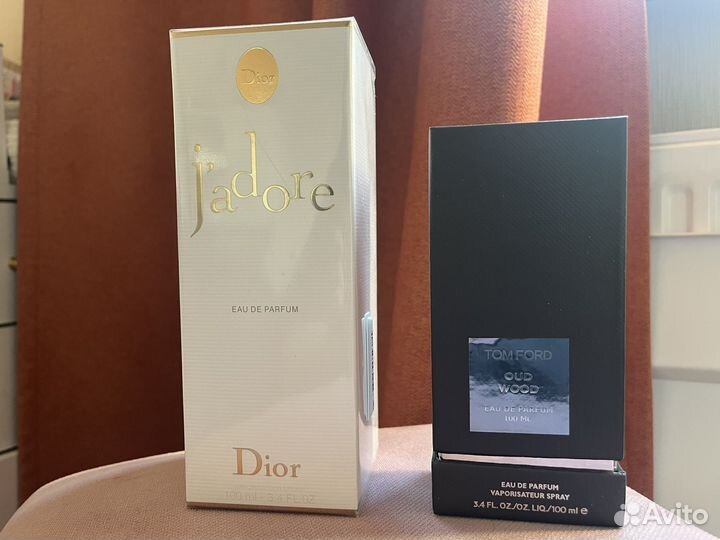 Dior
j'adore
EAU DE PARFUM
Dior
100 ml - 3.4 FL.OZ.
TOM FORD
OUD
WOOD
EAU DE PARFUM
100 ML
EAU DE PARFUM
VAPORISATEUR SPRAY
3.4 FL. OZ./OZ. LIQ./100 ml e
Avito